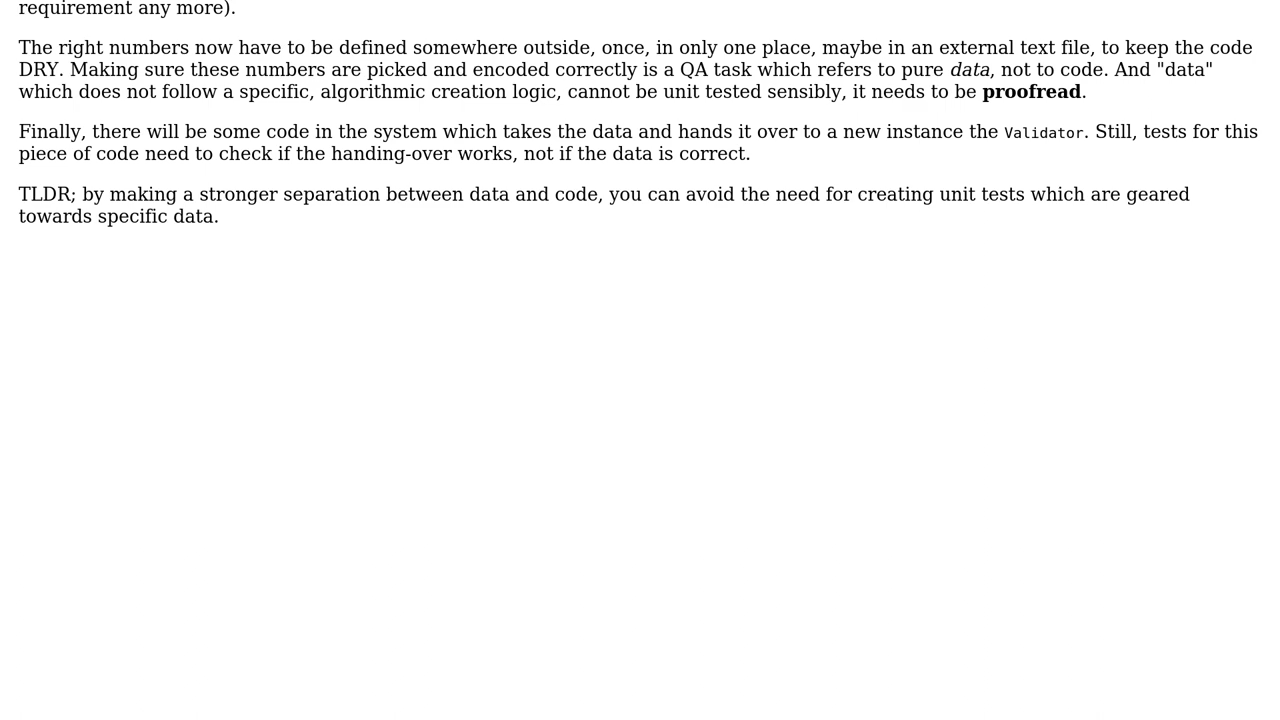 requirement any more).
The right numbers now have to be defined somewhere outside, once, in only one place, maybe in an external text file, to keep the code
DRY. Making sure these numbers are picked and encoded correctly is a QA task which refers to pure data, not to code. And "data"
which does not follow a specific, algorithmic creation logic, cannot be unit tested sensibly, it needs to be proofread.
Finally, there will be some code in the system which takes the data and hands it over to a new instance the Validator. Still, tests for this
piece of code need to check if the handing-over works, not if the data is correct.
TLDR; by making a stronger separation between data and code, you can avoid the need for creating unit tests which are geared
towards specific data.